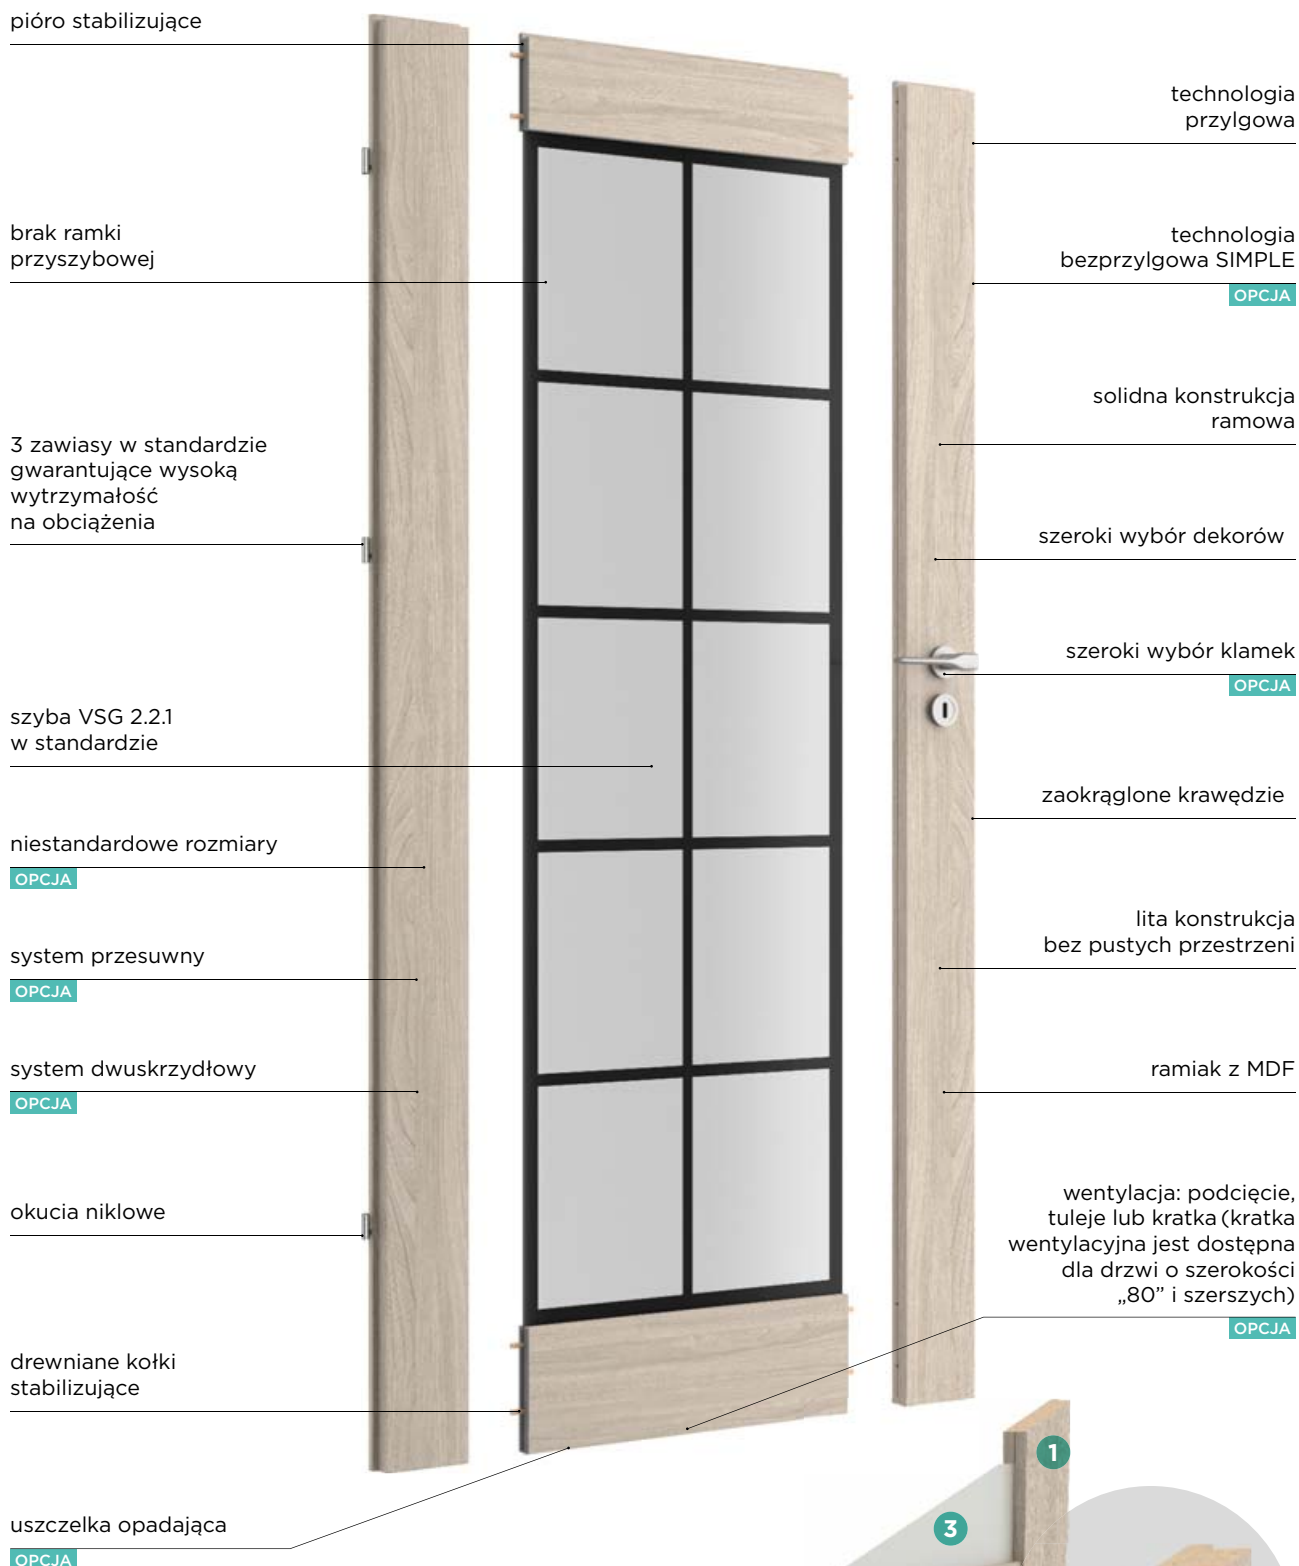 pióro stabilizujące
brak ramki
przyszybowej
3 zawiasy w standardzie
gwarantujące wysoką
wytrzymałość
na obciążenia
szyba VSG 2.2.1
w standardzie
niestandardowe rozmiary
OPCJA
system przesuwny
OPCJA
system dwuskrzydłowy
OPCJA
okucia niklowe
drewniane kołki
stabilizujące
uszczelka opadająca
OPCJA
technologia
przylgowa
technologia
bezprzylgowa SIMPLE
OPCJA
solidna konstrukcja
ramowa
szeroki wybór dekorów
szeroki wybór klamek
OPCJA
zaokrąglone krawędzie
lita konstrukcja
bez pustych przestrzeni
ramiak z MDF
wentylacja: podcięcie,
tuleje lub kratka (kratka
wentylacyjna jest dostępna
dla drzwi o szerokości
„80” i szerszych)
OPCJA
1
3